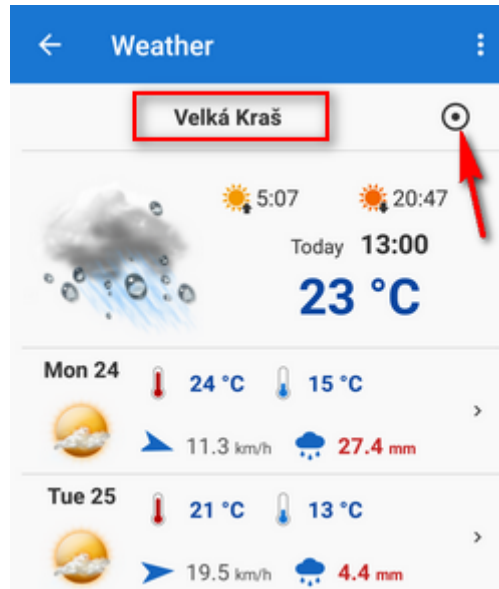 Weather
Velká Kraš
5:07 20:47
Today 13:00
23 °C
Mon 24 24 °C 15 °C
11.3 km/h 27.4 mm
Tue 25 21 °C 13 °C
19.5 km/h 4.4 mm